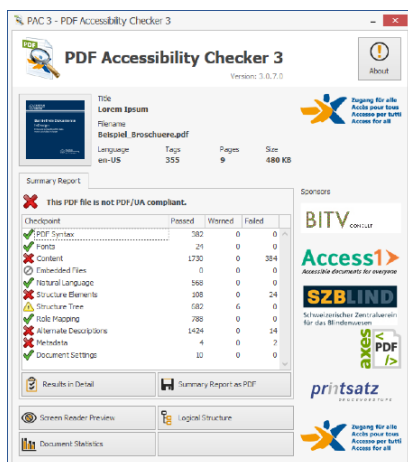 PAC 3 - PDF Accessibility Checker 3
PDF
PDF Accessibility Checker 3
Version: 3.0.7.0
About
Title
Lorem Ipsum
Filename
Beispiel_Broschuere.pdf
Language Tags Pages Size
en-US 355 9 480 KB
Zugang für alle
Accès pour tous
Accesso per tutti
Access for all
Summary Report
This PDF file is not PDF/UA compliant.
Checkpoint Passed Warned Failed
PDF Syntax 382 0 0
Fonts 24 0 0
Content 1730 0 384
Embedded Files 0 0 0
Natural Language 568 0 0
Structure Elements 108 0 24
Structure Tree 582 6 0
Role Mapping 788 0 0
Alternate Descriptions 1424 0 14
Metadata 4 0 2
Document Settings 10 0 0
Results in Detail
Summary Report as PDF
Screen Reader Preview
Logical Structure
Document Statistics
Sponsors
BITV CONSULT
Access1>
Accessible documents for everyone
SZBLIND
Schweizerischer Zentralverein
für das Blindenwesen
axes PDF
</>
printsatz
Zugang für alle
Accès pour tous
Accesso per tutti
Access for all